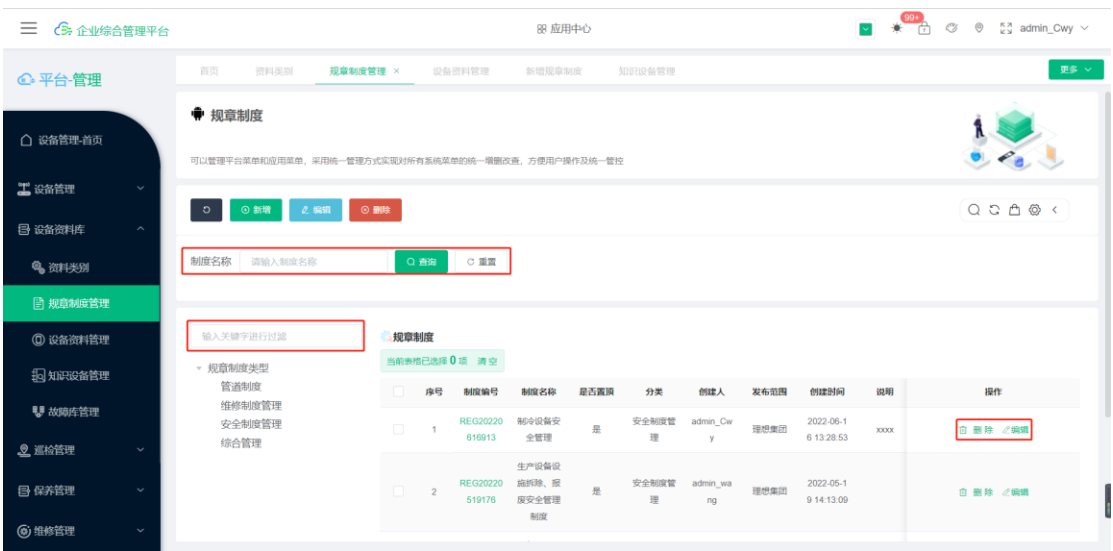 企业综合管理平台
应用中心
99+
admin_Cwy
平台-管理
首页 资料类别 规章制度管理 × 设备资料管理 新增规章制度 知识设备管理
更多
设备管理-首页
设备管理
设备资料库
资料类别
规章制度管理
设备资料管理
知识设备管理
故障库管理
巡检管理
保养管理
维修管理
规章制度
可以管理平台菜单和应用菜单，采用统一管理方式实现对所有系统菜单的统一增删改查，方便用户操作及统一管控
新增 编辑 删除
制度名称 请输入制度名称 查询 重置
输入关键字进行过滤
规章制度类型
管道制度
维修制度管理
安全制度管理
综合管理
规章制度
当前表格已选择 0 项 清空
序号 制度编号 制度名称 是否置顶 分类 创建人 发布范围 创建时间 说明 操作
1 REG20220 制冷设备安 是 安全制度管 admin_Cw 理想集团 2022-06-1 xxxx 删除 编辑
616913 全管理 理 y 6 13:28:53
生产设备设
2 REG20220 施拆除、报 是 安全制度管 admin_wa 理想集团 2022-05-1 删除 编辑
519176 废安全管理 理 ng 9 14:13:09
制度